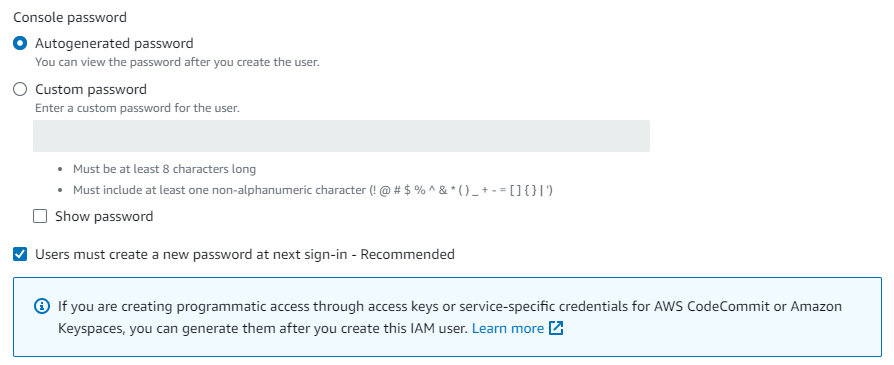 Console password
Autogenerated password
You can view the password after you create the user.
Custom password
Enter a custom password for the user.
Must be at least 8 characters long
Must include at least one non-alphanumeric character (! @ # $ % ^ & * ( ) _ + - = [ ] { } | ')
Show password
Users must create a new password at next sign-in - Recommended
If you are creating programmatic access through access keys or service-specific credentials for AWS CodeCommit or Amazon
Keyspaces, you can generate them after you create this IAM user. Learn more